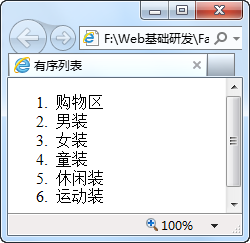 F:\Web基础研发\Fa
有序列表
1. 购物区
2. 男装
3. 女装
4. 童装
5. 休闲装
6. 运动装
100%